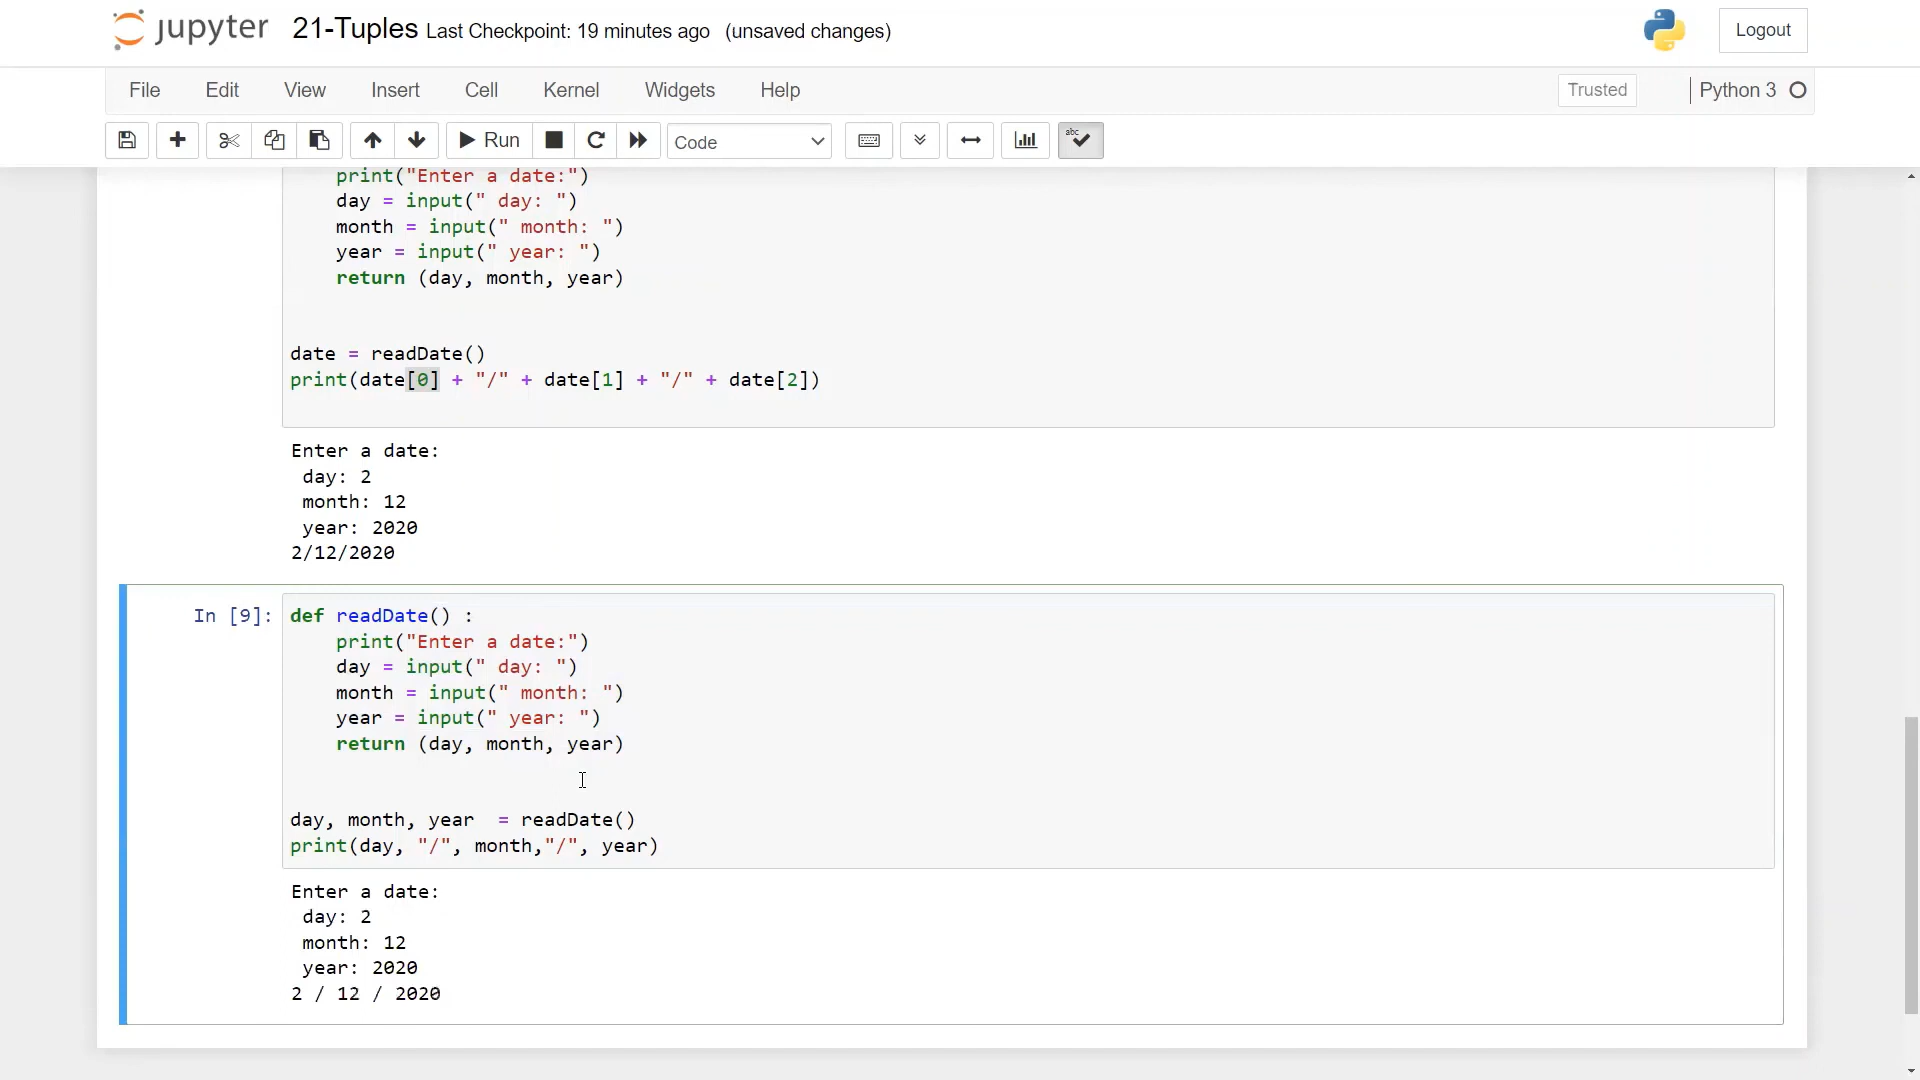 jupyter 21-Tuples Last Checkpoint: 19 minutes ago (unsaved changes) Logout
File Edit View Insert Cell Kernel Widgets Help Trusted Python 3
Run Code abc
    print("Enter a date:")
    day = input(" day: ")
    month = input(" month: ")
    year = input(" year: ")
    return (day, month, year)
date = readDate()
print(date[0] + "/" + date[1] + "/" + date[2])
Enter a date:
 day: 2
 month: 12
 year: 2020
2/12/2020
In [9]: def readDate() :
    print("Enter a date:")
    day = input(" day: ")
    month = input(" month: ")
    year = input(" year: ")
    return (day, month, year)
day, month, year  = readDate()
print(day, "/", month,"/", year)
Enter a date:
 day: 2
 month: 12
 year: 2020
2 / 12 / 2020